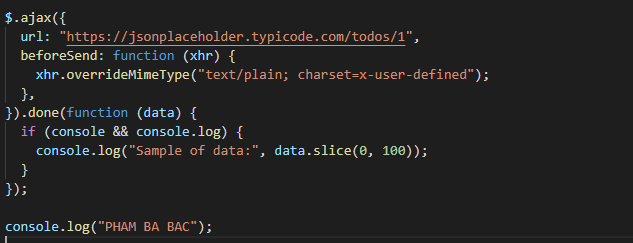 $.ajax({
url: "https://jsonplaceholder.typicode.com/todos/1",
beforeSend: function (xhr) {
xhr.overrideMimeType("text/plain; charset=x-user-defined");
},
}).done(function (data) {
if (console && console.log) {
console.log("Sample of data:", data.slice(0, 100));
}
});
console.log("PHAM BA BAC");